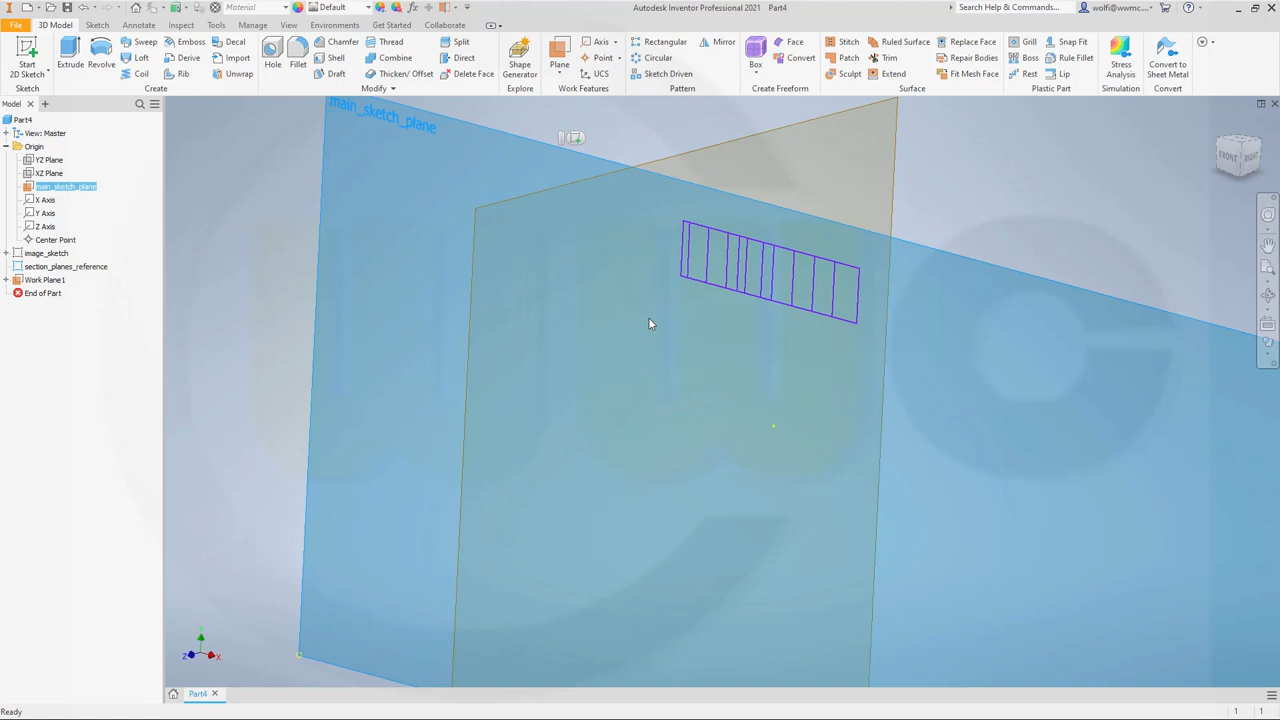 Default
Autodesk Inventor Professional 2021 Part4
Search Help & Commands...
wolfi@wwmc...
Material
File 3D Model Sketch Annotate Inspect Tools Manage View Environments Get Started Collaborate
Start
2D Sketch
Extrude
Revolve
Sweep
Loft
Coil
Emboss
Derive
Rib
Decal
Import
Unwrap
Hole
Fillet
Chamfer
Shell
Draft
Thread
Combine
Thicken/ Offset
Split
Direct
Delete Face
Shape
Generator
Plane
Axis
Point
UCS
Rectangular
Circular
Sketch Driven
Mirror
Box
Face
Convert
Stitch
Patch
Sculpt
Ruled Surface
Trim
Extend
Replace Face
Repair Bodies
Fit Mesh Face
Grill
Boss
Rest
Snap Fit
Rule Fillet
Lip
Stress
Analysis
Convert to
Sheet Metal
Sketch
Create
Modify
Explore
Work Features
Pattern
Create Freeform
Surface
Plastic Part
Simulation
Convert
Model
Part4
View: Master
Origin
YZ Plane
XZ Plane
main_sketch_plane
X Axis
Y Axis
Z Axis
Center Point
image_sketch
section_planes_reference
Work Plane1
End of Part
main_sketch_plane
FRONT
RIGHT
Y
Z
X
Part4
Ready
1 1